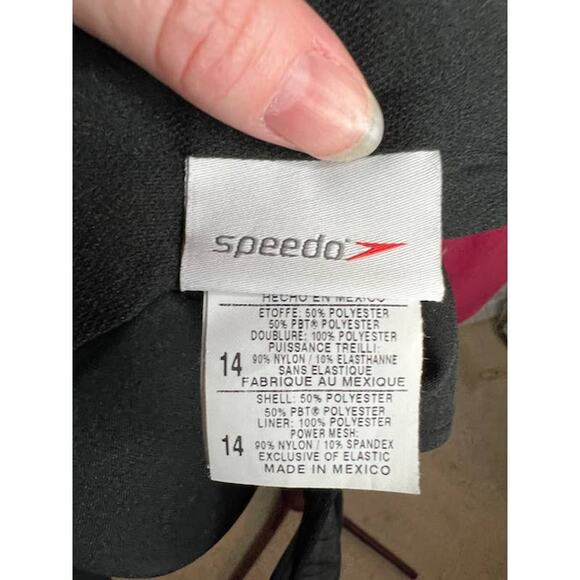 speedo
HECHO EN MEXICO
ETOFFE: 50% POLYESTER
50% PBT® POLYESTER
DOUBLURE: 100% POLYESTER
PUISSANCE TREILLI:
90% NYLON / 10% ELASTHANNE
SANS ELASTIQUE
14
FABRIQUE AU MEXIQUE
SHELL: 50% POLYESTER
50% PBT® POLYESTER
LINER: 100% POLYESTER
POWER MESH:
90% NYLON / 10% SPANDEX
14
EXCLUSIVE OF ELASTIC
MADE IN MEXICO